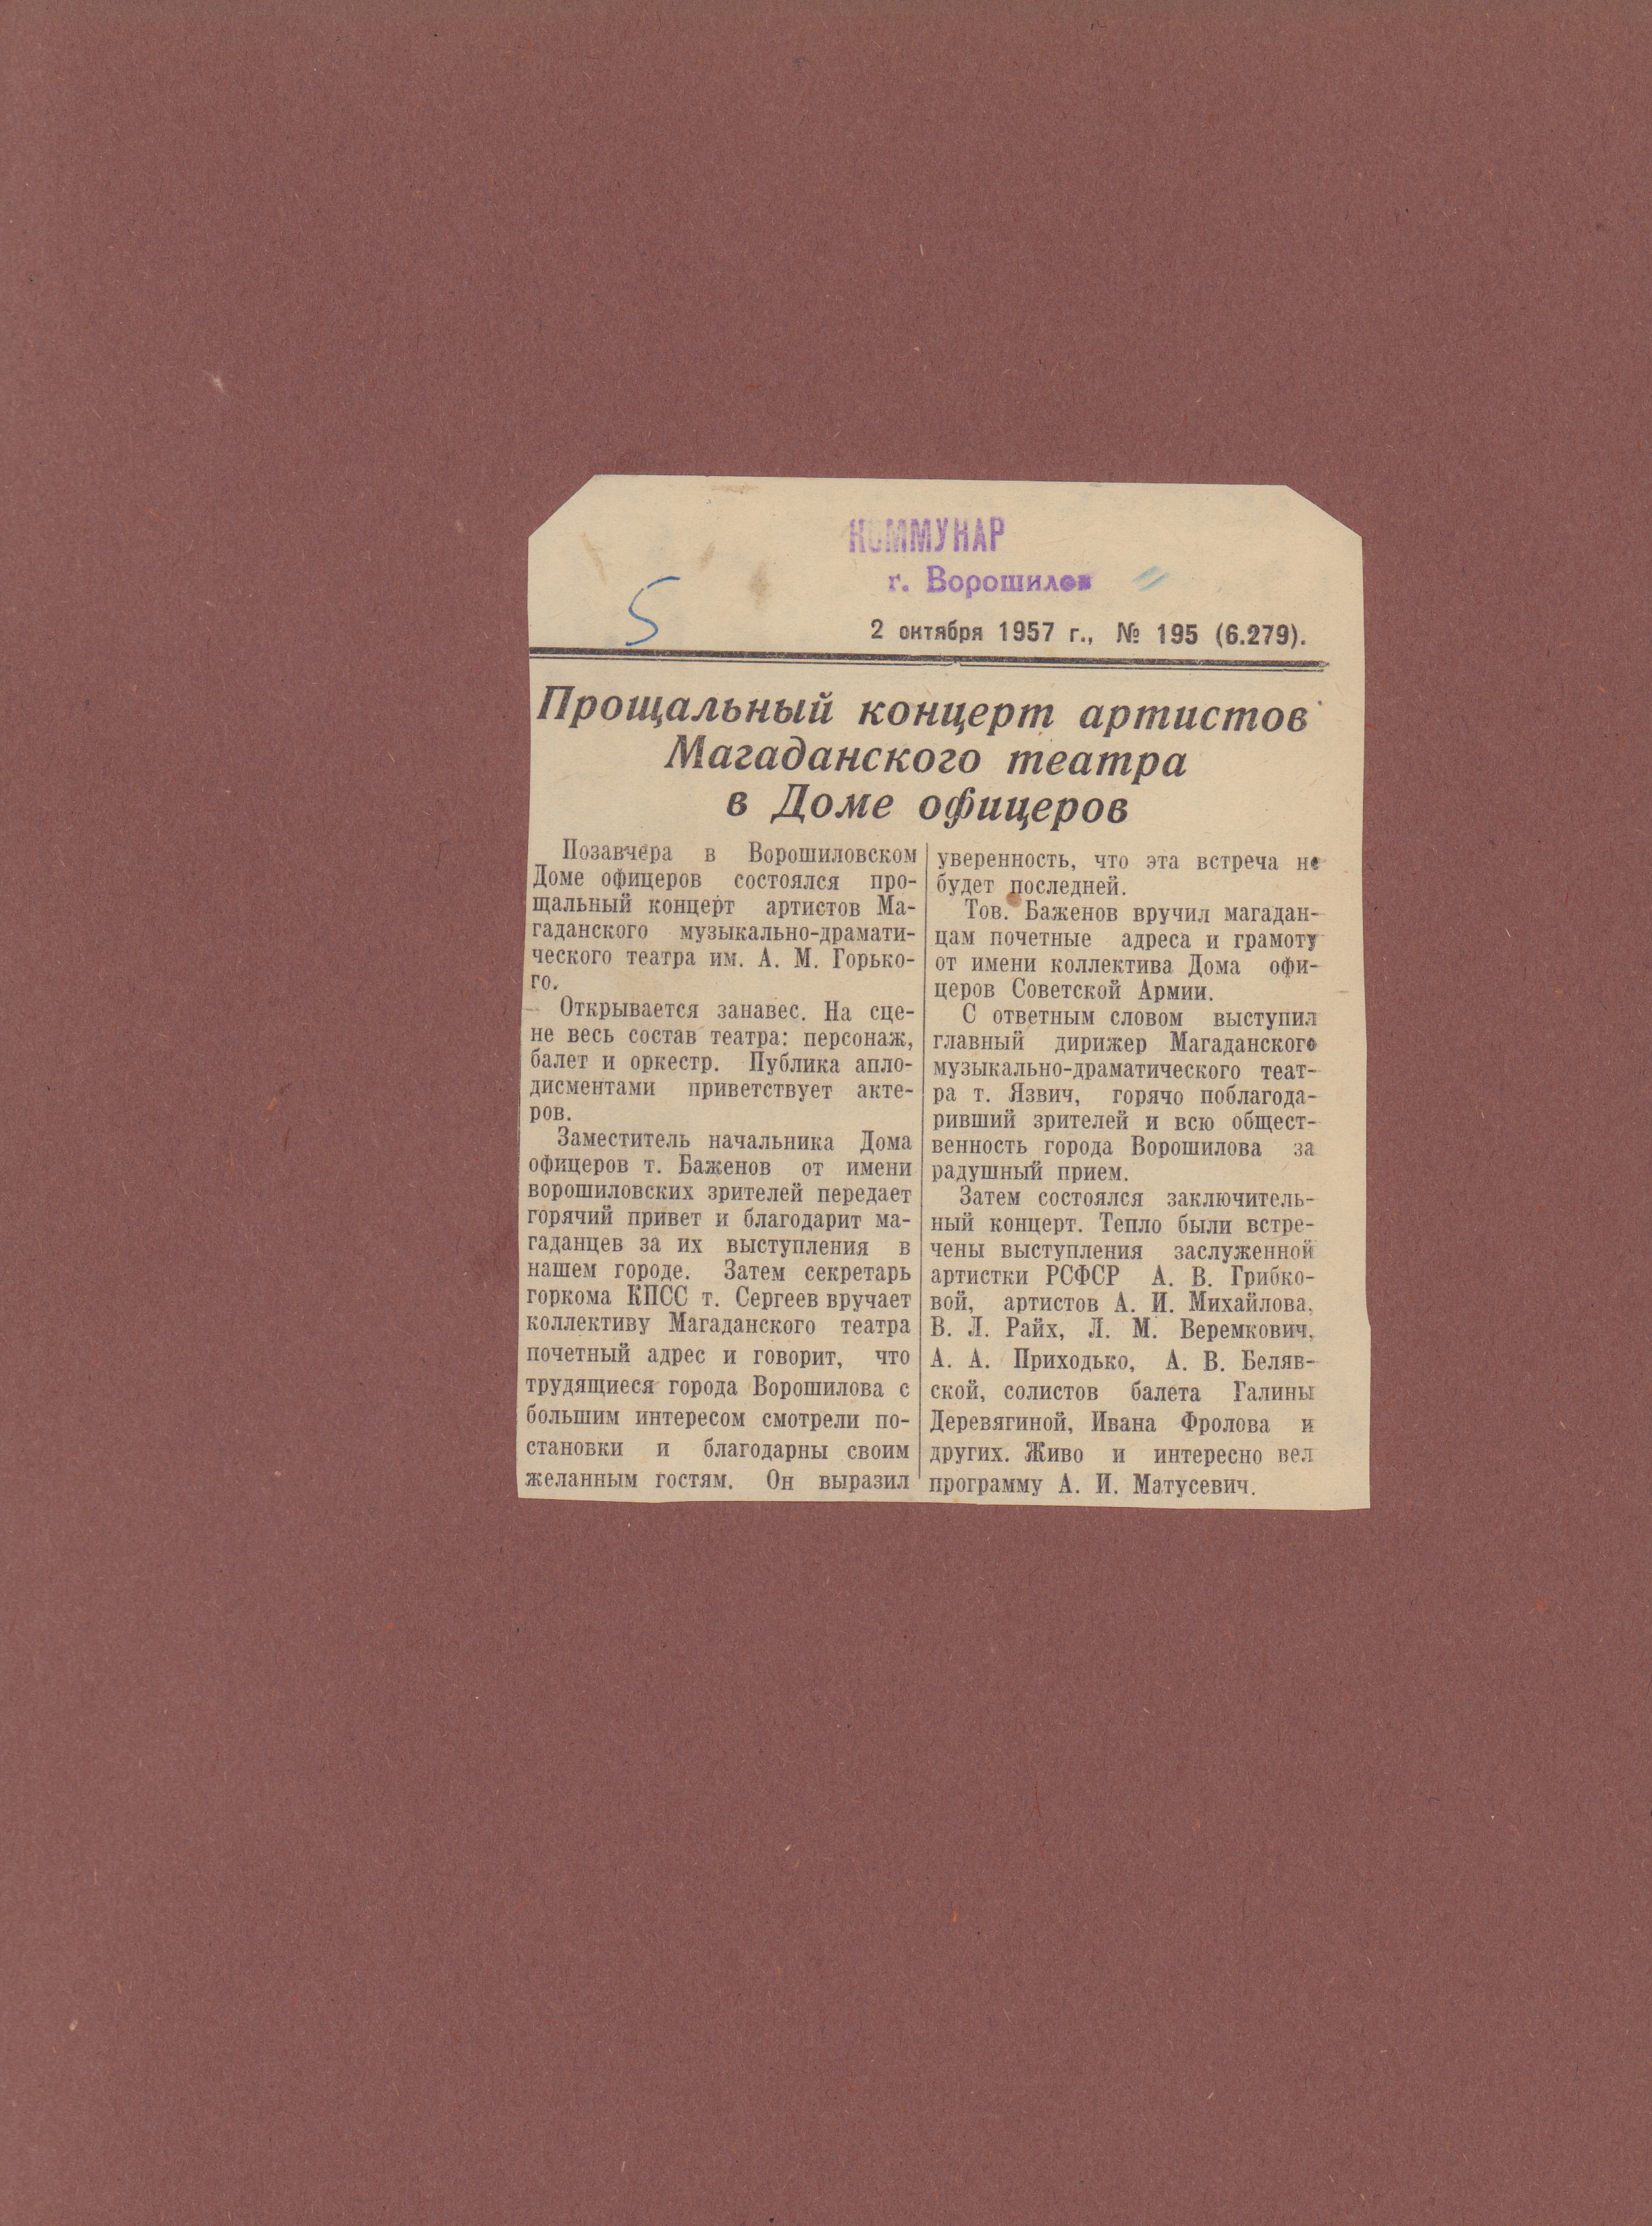 КОММУНАР
г. Ворошилов
5
2 октября 1957 г., № 195 (6.279).
Прощальный концерт артистов
Магаданского театра
в Доме офицеров
Позавчера в Ворошиловском
Доме офицеров состоялся про-
щальный концерт артистов Ма-
гаданского музыкально-драмати-
ческого театра им. А. М. Горько-
го.
Открывается занавес. На сце-
не весь состав театра: персонаж,
балет и оркестр. Публика апло-
дисментами приветствует акте-
ров.
Заместитель начальника Дома
офицеров т. Баженов от имени
ворошиловских зрителей передает
горячий привет и благодарит ма-
гаданцев за их выступления в
нашем городе. Затем секретарь
горкома КПСС т. Сергеев вручает
коллективу Магаданского театра
почетный адрес и говорит, что
трудящиеся города Ворошилова с
большим интересом смотрели по-
становки и благодарны своим
желанным гостям. Он выразил
уверенность, что эта встреча не
будет последней.
Тов. Баженов вручил магадан-
цам почетные адреса и грамоту
от имени коллектива Дома офи-
церов Советской Армии.
С ответным словом выступил
главный дирижер Магаданского
музыкально-драматического теат-
ра т. Язвич, горячо поблагода-
ривший зрителей и всю общест-
венность города Ворошилова за
радушный прием.
Затем состоялся заключитель-
ный концерт. Тепло были встре-
чены выступления заслуженной
артистки РСФСР А. В. Грибко-
вой, артистов А. И. Михайлова,
В. Л. Райх, Л. М. Веремкович,
А. А. Приходько, А. В. Беляв-
ской, солистов балета Галины
Деревягиной, Ивана Фролова и
других. Живо и интересно вел
программу А. И. Матусевич.